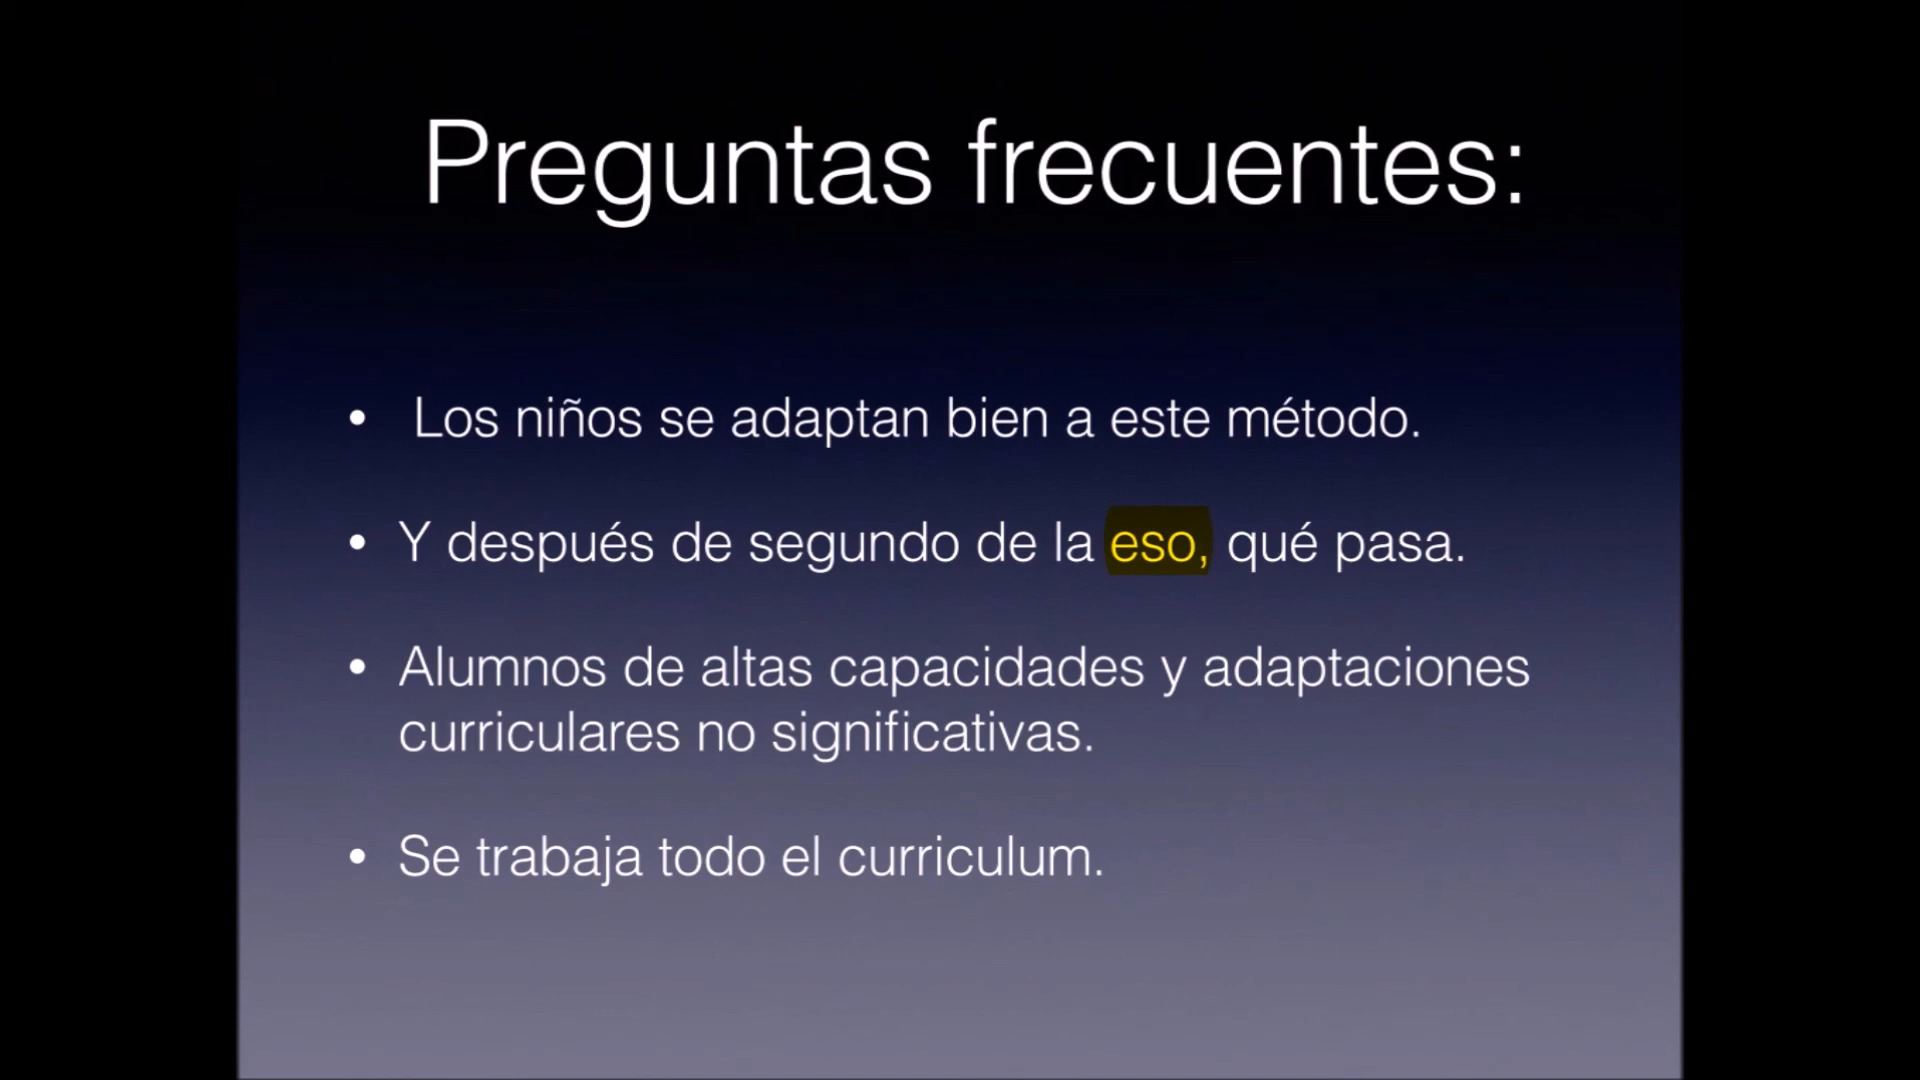 Preguntas frecuentes:
• Los niños se adaptan bien a este método.
• Y después de segundo de la eso, qué pasa.
• Alumnos de altas capacidades y adaptaciones
curriculares no significativas.
• Se trabaja todo el curriculum.